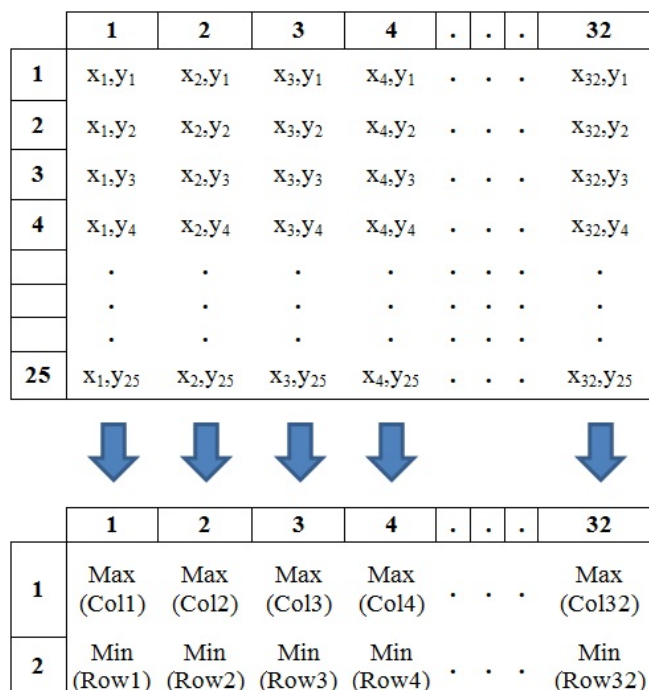 1 2 3 4 . . . 32
1 x₁,y₁ x₂,y₁ x₃,y₁ x₄,y₁ . . . x₃₂,y₁
2 x₁,y₂ x₂,y₂ x₃,y₂ x₄,y₂ . . . x₃₂,y₂
3 x₁,y₃ x₂,y₃ x₃,y₃ x₄,y₃ . . . x₃₂,y₃
4 x₁,y₄ x₂,y₄ x₃,y₄ x₄,y₄ . . . x₃₂,y₄
. . . . . . . .
. . . . . . . .
. . . . . . . .
25 x₁,y₂₅ x₂,y₂₅ x₃,y₂₅ x₄,y₂₅ . . . x₃₂,y₂₅
1 2 3 4 . . . 32
1 Max Max Max Max . . . Max
(Col1) (Col2) (Col3) (Col4) (Col32)
2 Min Min Min Min . . . Min
(Row1) (Row2) (Row3) (Row4) (Row32)